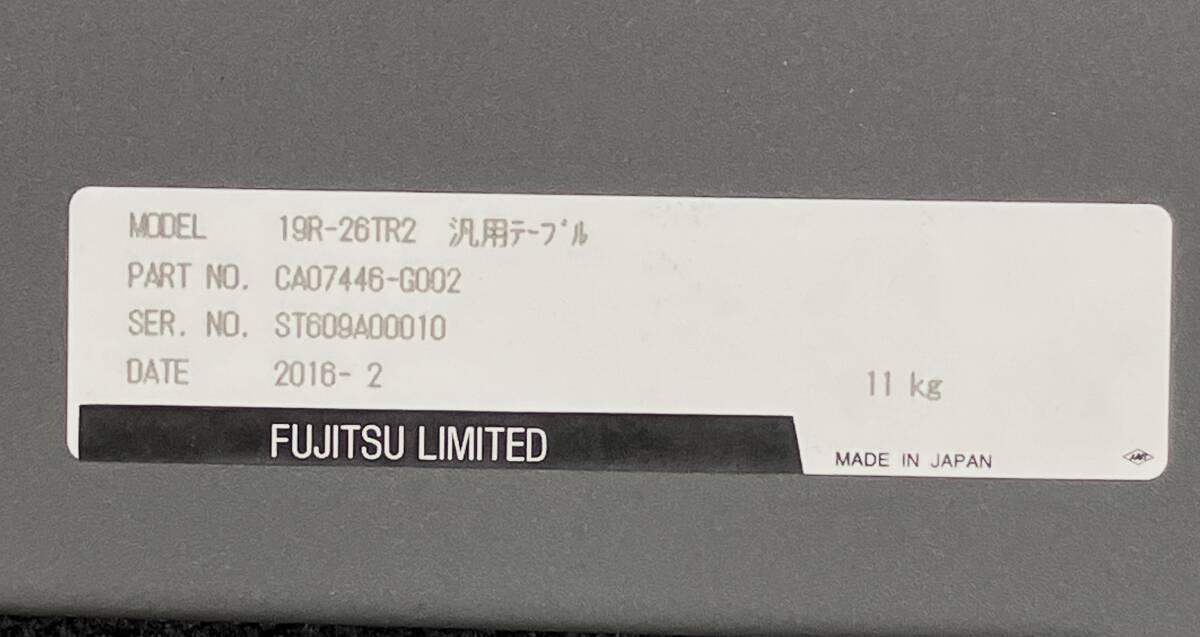 MODEL 19R-26TR2 汎用ﾃｰﾌﾞﾙ
PART NO. CA07446-G002
SER. NO. ST609A00010
DATE 2016- 2
11 kg
FUJITSU LIMITED
MADE IN JAPAN